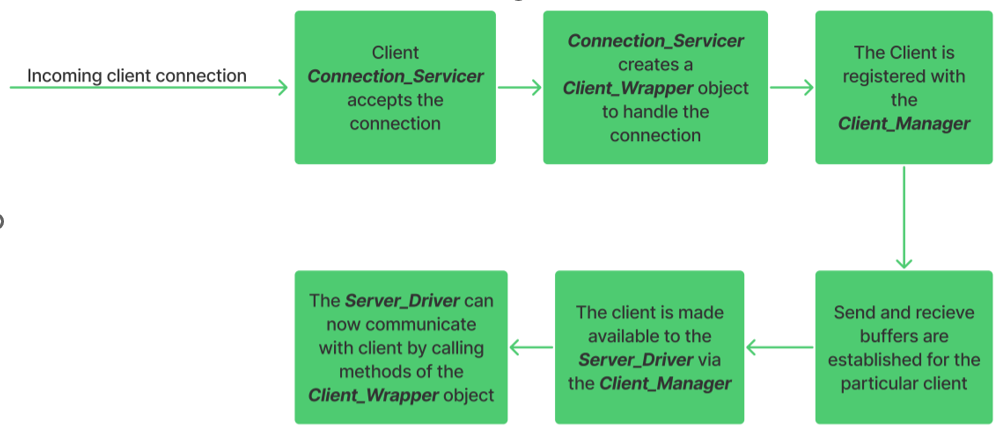 Incoming client connection
Client
Connection_Servicer
accepts the
connection
Connection_Servicer
creates a
Client_Wrapper object
to handle the
connection
The Client is
registered with
the
Client_Manager
Send and recieve
buffers are
established for the
particular client
The client is made
available to the
Server_Driver via
the Client_Manager
The Server_Driver can
now communicate
with client by calling
methods of the
Client_Wrapper object